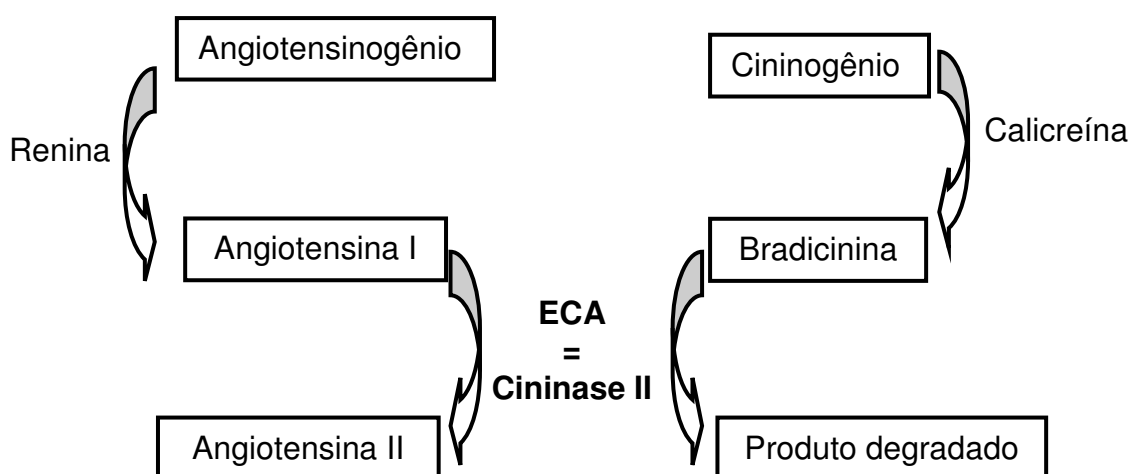 Angiotensinogênio
Cininogênio
Renina
Calicreína
Angiotensina I
Bradicinina
ECA
=
Cininase II
Angiotensina II
Produto degradado